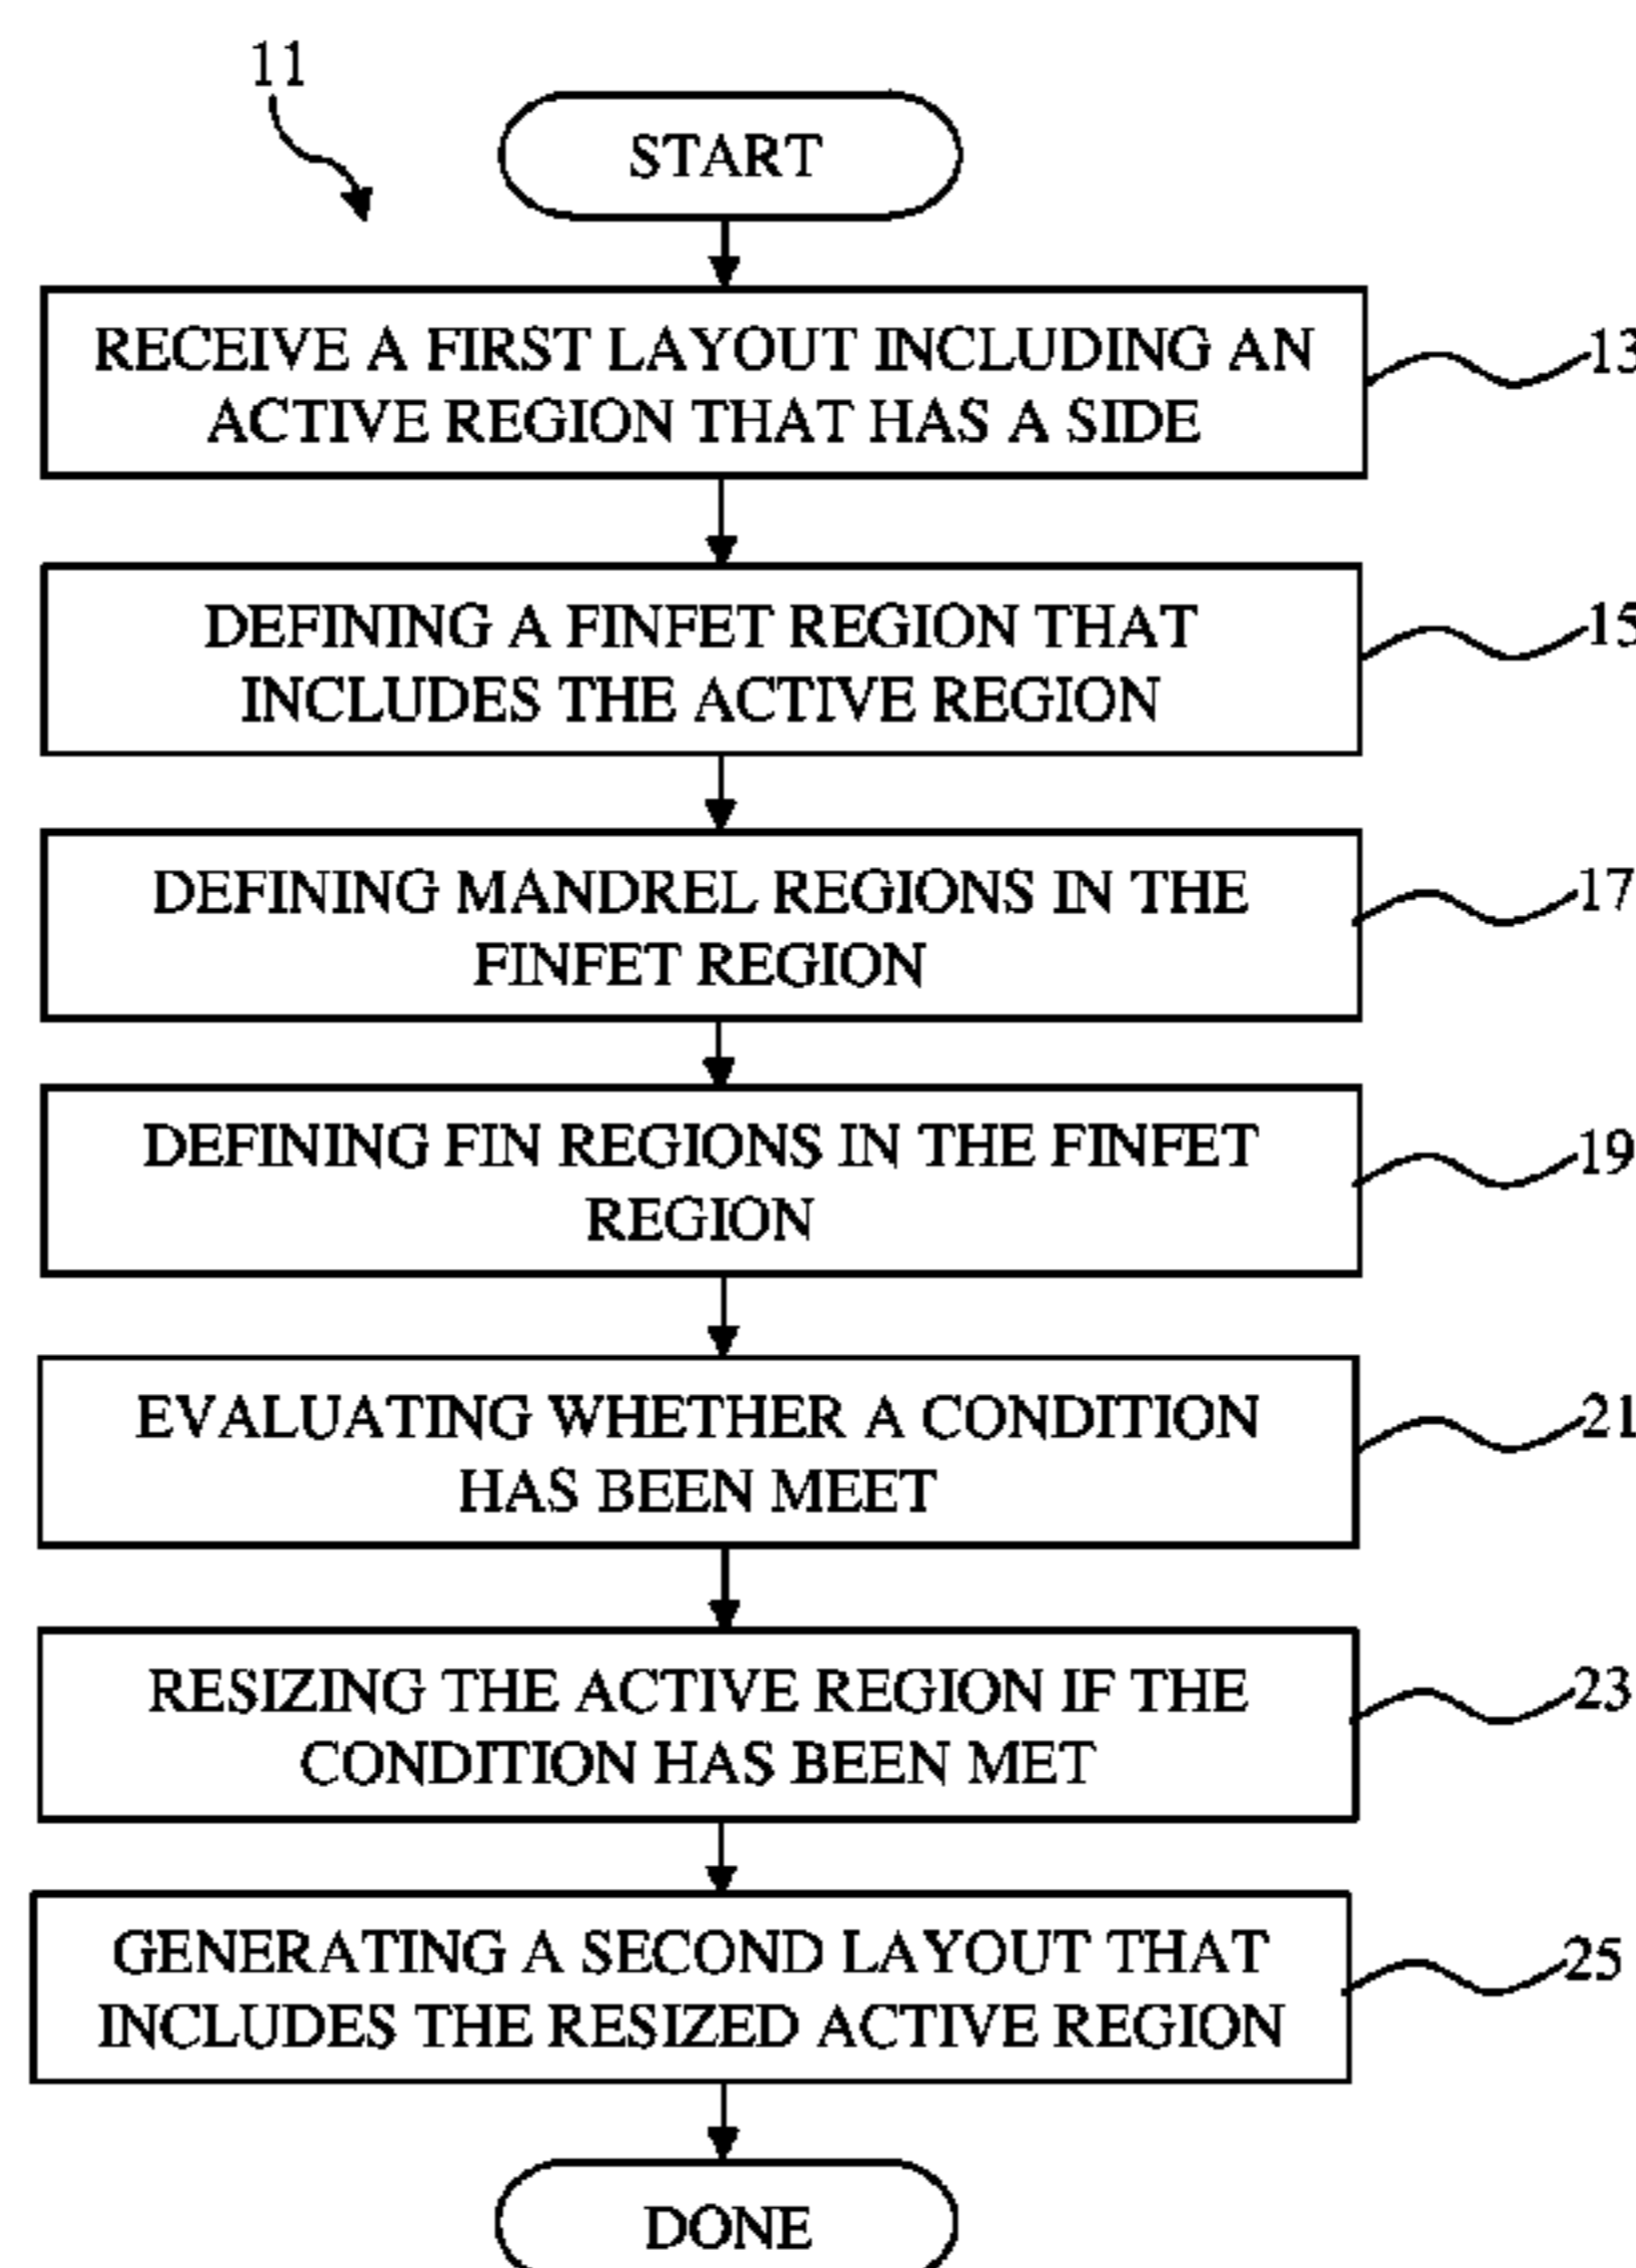 11
START
RECEIVE A FIRST LAYOUT INCLUDING AN
ACTIVE REGION THAT HAS A SIDE
13
DEFINING A FINFET REGION THAT
INCLUDES THE ACTIVE REGION
15
DEFINING MANDREL REGIONS IN THE
FINFET REGION
17
DEFINING FIN REGIONS IN THE FINFET
REGION
19
EVALUATING WHETHER A CONDITION
HAS BEEN MEET
21
RESIZING THE ACTIVE REGION IF THE
CONDITION HAS BEEN MET
23
GENERATING A SECOND LAYOUT THAT
INCLUDES THE RESIZED ACTIVE REGION
25
DONE